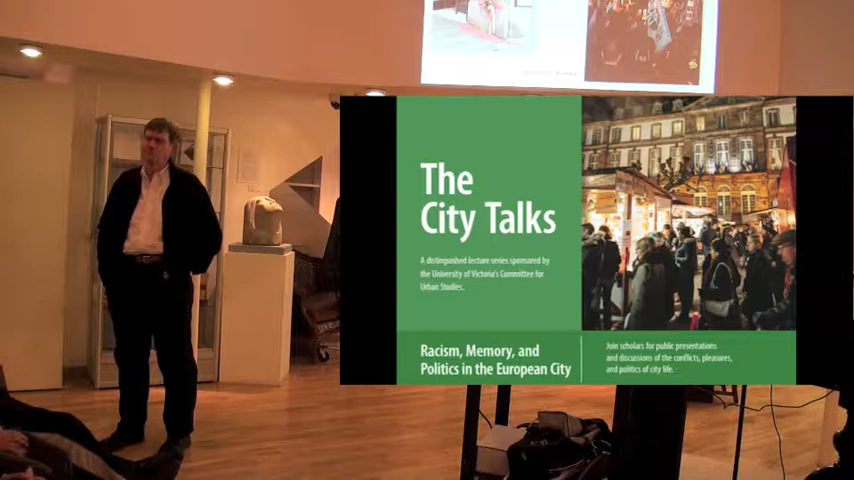 The
City Talks
A distinguished lecture series sponsored by
the University of Victoria's Committee for
Urban Studies.
Racism, Memory, and
Politics in the European City
Join scholars for public presentations
and discussions of the conflicts, pleasures,
and politics of city life.